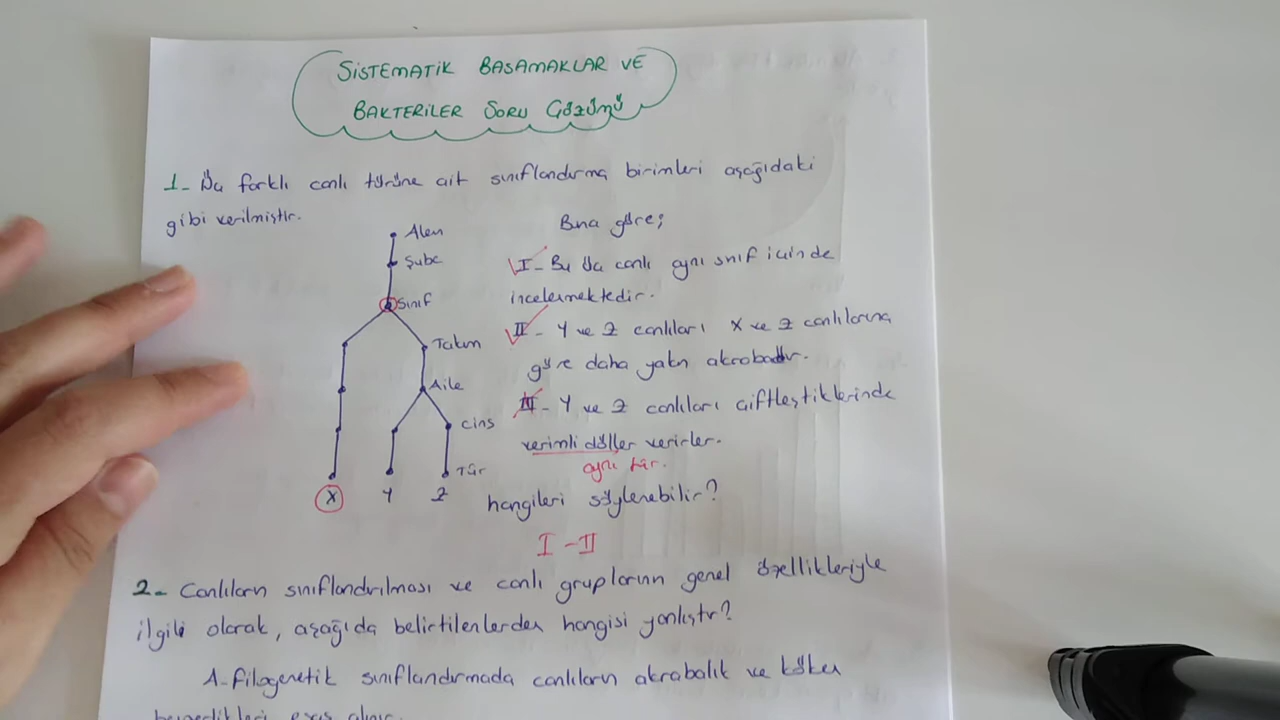 SİSTEMATİK BASAMAKLAR VE
BAKTERİLER SORU ÇÖZÜMÜ
1- Üç farklı canlı türüne ait sınıflandırma birimleri aşağıdaki
gibi verilmiştir.
Alem
Şube
Sınıf
Takım
Aile
Cins
Tür
X Y Z
Buna göre;
I- Bu üç canlı aynı sınıf içinde
incelenmektedir.
II- Y ve Z canlıları X ve Z canlılarına
göre daha yakın akrabadır.
III- Y ve Z canlıları çiftleştiklerinde
verimli döller verirler.
aynı tür.
hangileri söylenebilir?
I - II
2- Canlıların sınıflandırılması ve canlı gruplarının genel özellikleriyle
ilgili olarak, aşağıda belirtilenlerden hangisi yanlıştır?
A- Filogenetik sınıflandırmada canlıların akrabalık ve köken
benzerlikleri esas alınır.